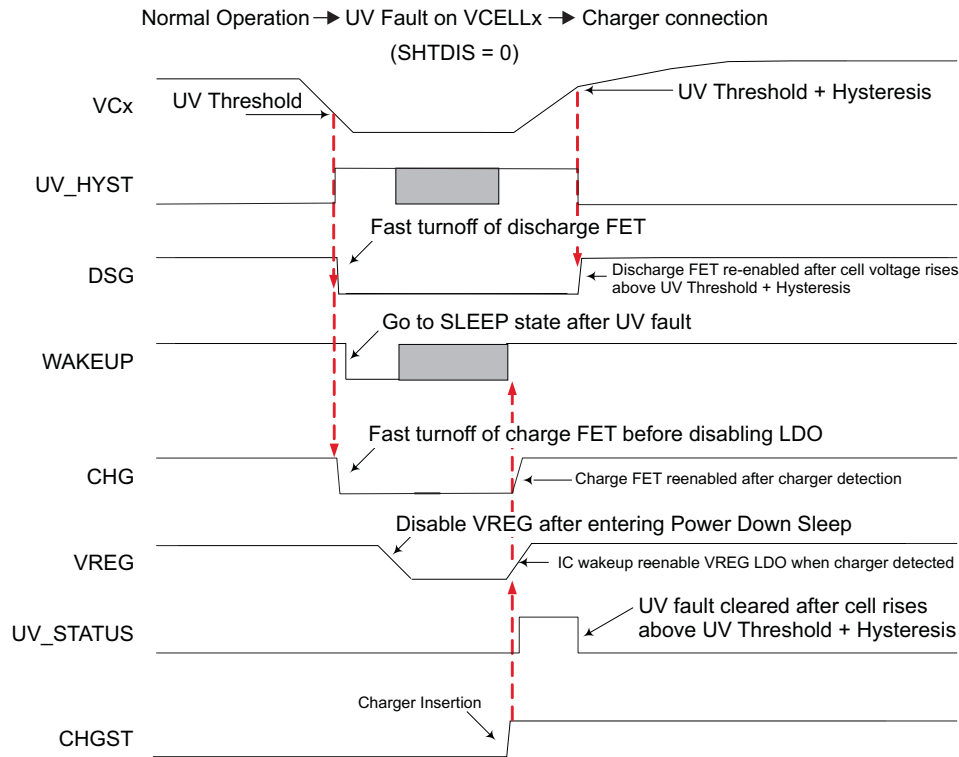 Normal Operation → UV Fault on VCELLx → Charger connection
(SHTDIS = 0)
VCx
UV Threshold
UV Threshold + Hysteresis
UV_HYST
Fast turnoff of discharge FET
DSG
Discharge FET re-enabled after cell voltage rises
above UV Threshold + Hysteresis
Go to SLEEP state after UV fault
WAKEUP
Fast turnoff of charge FET before disabling LDO
CHG
Charge FET reenabled after charger detection
Disable VREG after entering Power Down Sleep
VREG
IC wakeup reenable VREG LDO when charger detected
UV_STATUS
UV fault cleared after cell rises
above UV Threshold + Hysteresis
Charger Insertion
CHGST